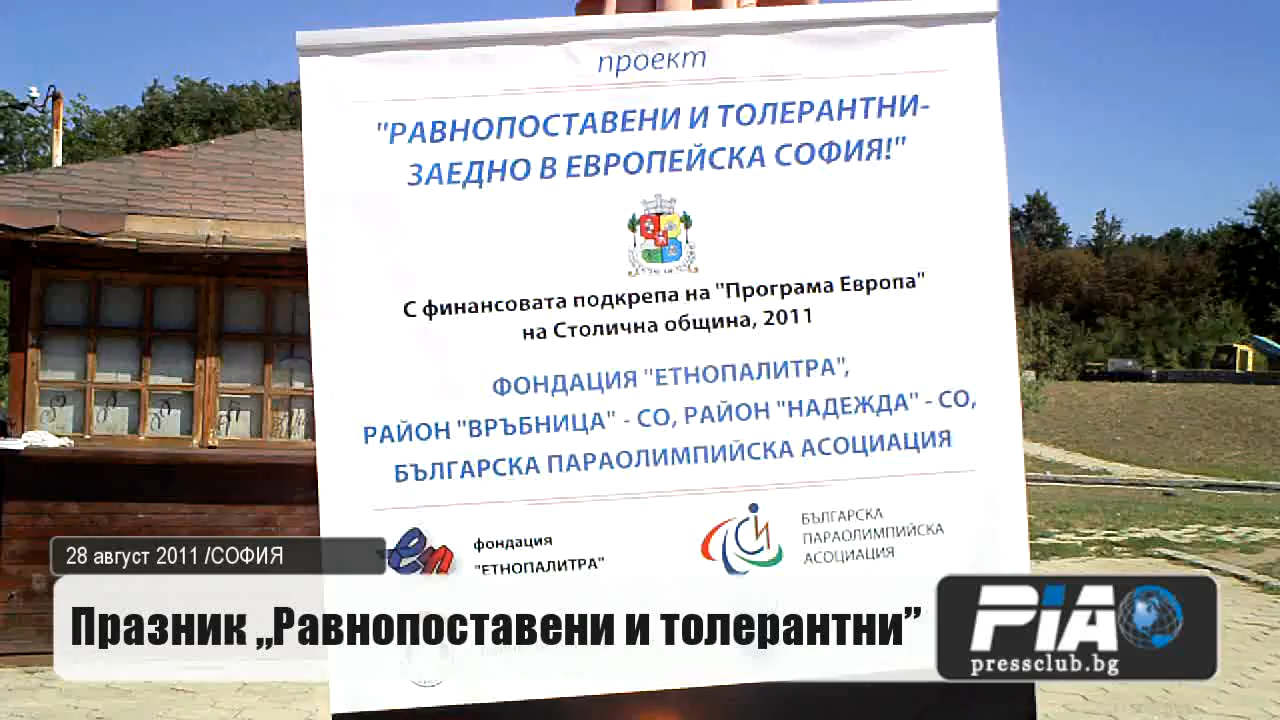 проект
"РАВНОПОСТАВЕНИ И ТОЛЕРАНТНИ-
ЗАЕДНО В ЕВРОПЕЙСКА СОФИЯ!"
С финансовата подкрепа на "Програма Европа"
на Столична община, 2011
ФОНДАЦИЯ "ЕТНОПАЛИТРА",
РАЙОН "ВРЪБНИЦА" - СО, РАЙОН "НАДЕЖДА" - СО,
БЪЛГАРСКА ПАРАОЛИМПИЙСКА АСОЦИАЦИЯ
еп
фондация
"ЕТНОПАЛИТРА"
БЪЛГАРСКА
ПАРАОЛИМПИЙСКА
АСОЦИАЦИЯ
28 август 2011 /СОФИЯ
Празник „Равнопоставени и толерантни”
PiA
pressclub.bg